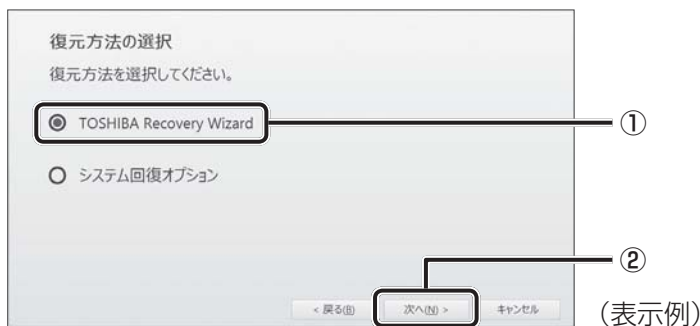 復元方法の選択
復元方法を選択してください。
TOSHIBA Recovery Wizard
①
システム回復オプション
②
< 戻る(B) 次へ(N) > キャンセル
(表示例)